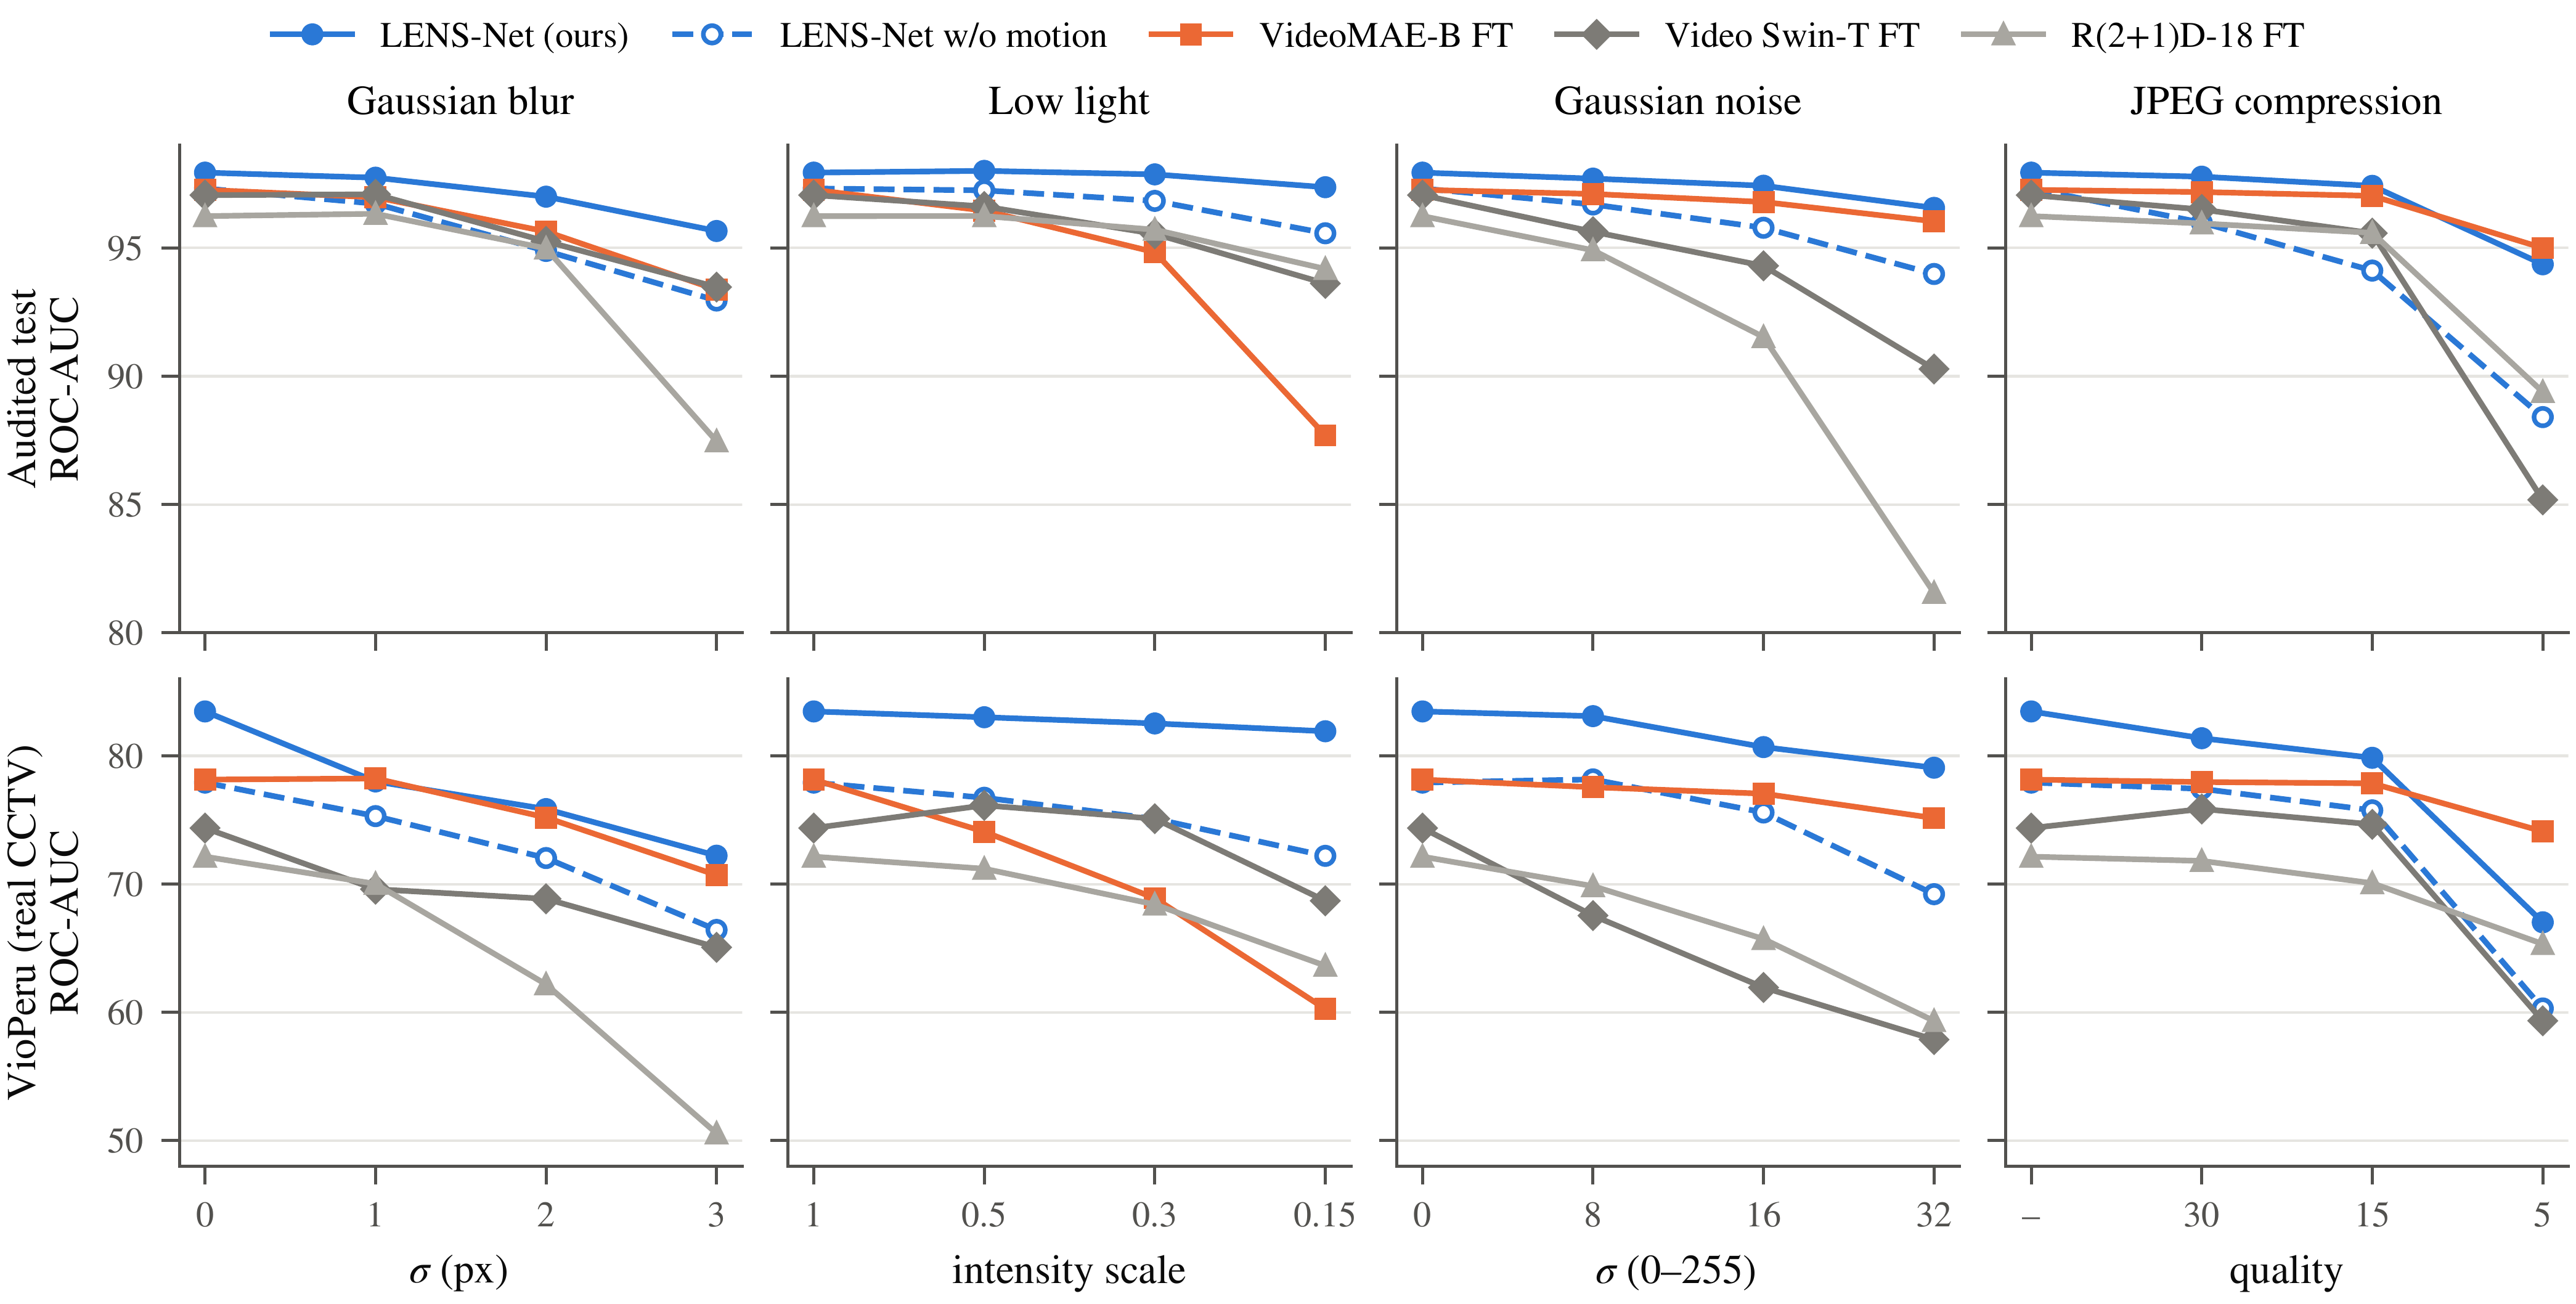 LENS-Net (ours) LENS-Net w/o motion VideoMAE-B FT Video Swin-T FT R(2+1)D-18 FT
Gaussian blur Low light Gaussian noise JPEG compression
Audited test
ROC-AUC
95
90
85
80
VioPeru (real CCTV)
ROC-AUC
80
70
60
50
0 1 2 3 1 0.5 0.3 0.15 0 8 16 32 – 30 15 5
σ (px) intensity scale σ (0–255) quality